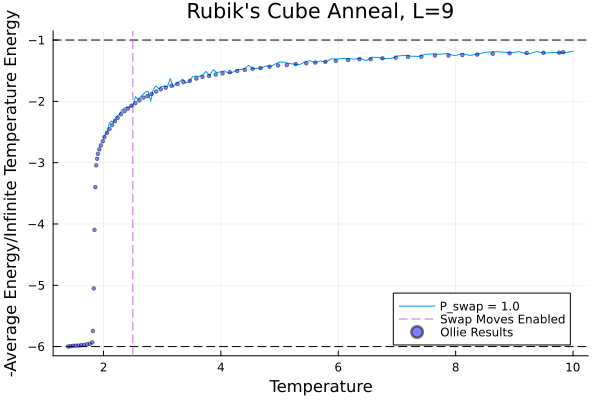 Rubik's Cube Anneal, L=9
-Average Energy/Infinite Temperature Energy
−1
−2
−3
−4
−5
−6
P_swap = 1.0
Swap Moves Enabled
Ollie Results
2
4
6
8
10
Temperature